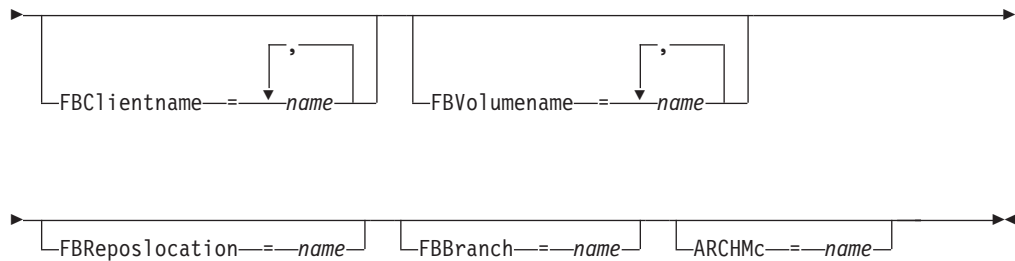 , ,
FBClientname = name FBVolumename = name
FBReposlocation = name FBBranch = name ARCHMc = name